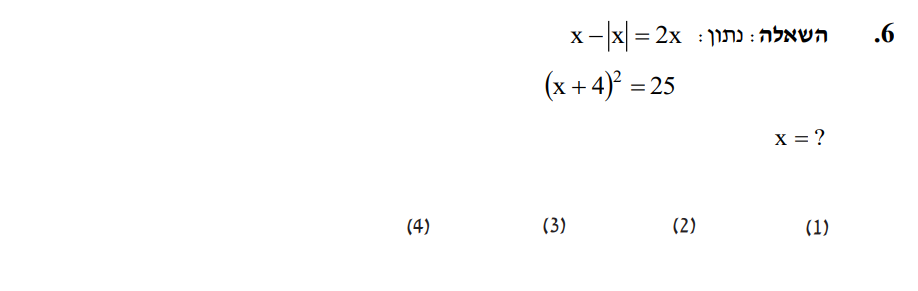 6. השאלה: נתון: x − |x| = 2x
(x + 4)² = 25
x = ?
(1) (2) (3) (4)